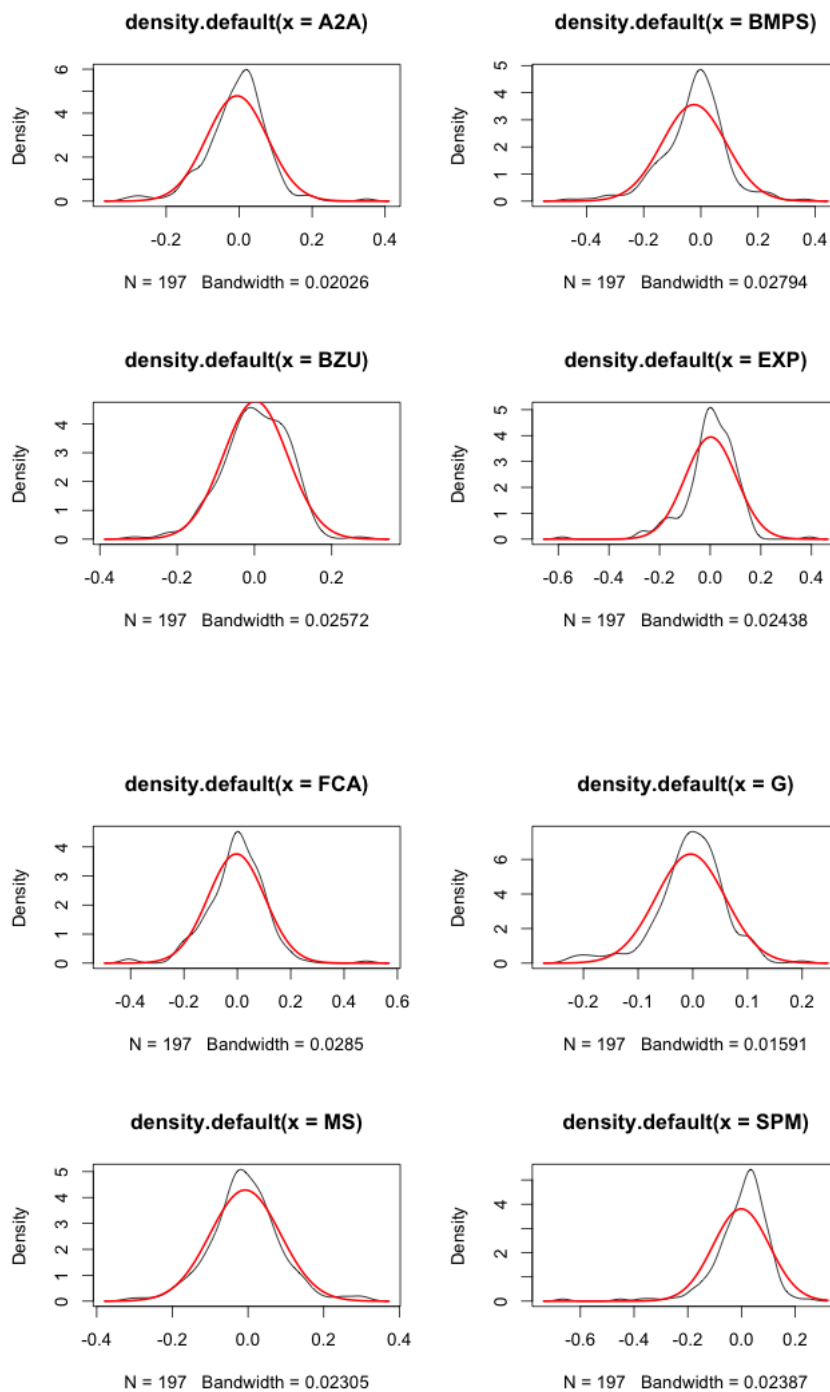 density.default(x = A2A)
Density
0 2 4 6
-0.2 0.0 0.2 0.4
N = 197 Bandwidth = 0.02026
density.default(x = BMPS)
Density
0 1 2 3 4 5
-0.4 -0.2 0.0 0.2 0.4
N = 197 Bandwidth = 0.02794
density.default(x = BZU)
Density
0 1 2 3 4
-0.4 -0.2 0.0 0.2
N = 197 Bandwidth = 0.02572
density.default(x = EXP)
Density
0 1 2 3 4 5
-0.6 -0.4 -0.2 0.0 0.2 0.4
N = 197 Bandwidth = 0.02438
density.default(x = FCA)
Density
0 1 2 3 4
-0.4 -0.2 0.0 0.2 0.4 0.6
N = 197 Bandwidth = 0.0285
density.default(x = G)
Density
0 2 4 6
-0.2 -0.1 0.0 0.1 0.2
N = 197 Bandwidth = 0.01591
density.default(x = MS)
Density
0 1 2 3 4 5
-0.4 -0.2 0.0 0.2 0.4
N = 197 Bandwidth = 0.02305
density.default(x = SPM)
Density
0 2 4
-0.6 -0.4 -0.2 0.0 0.2
N = 197 Bandwidth = 0.02387